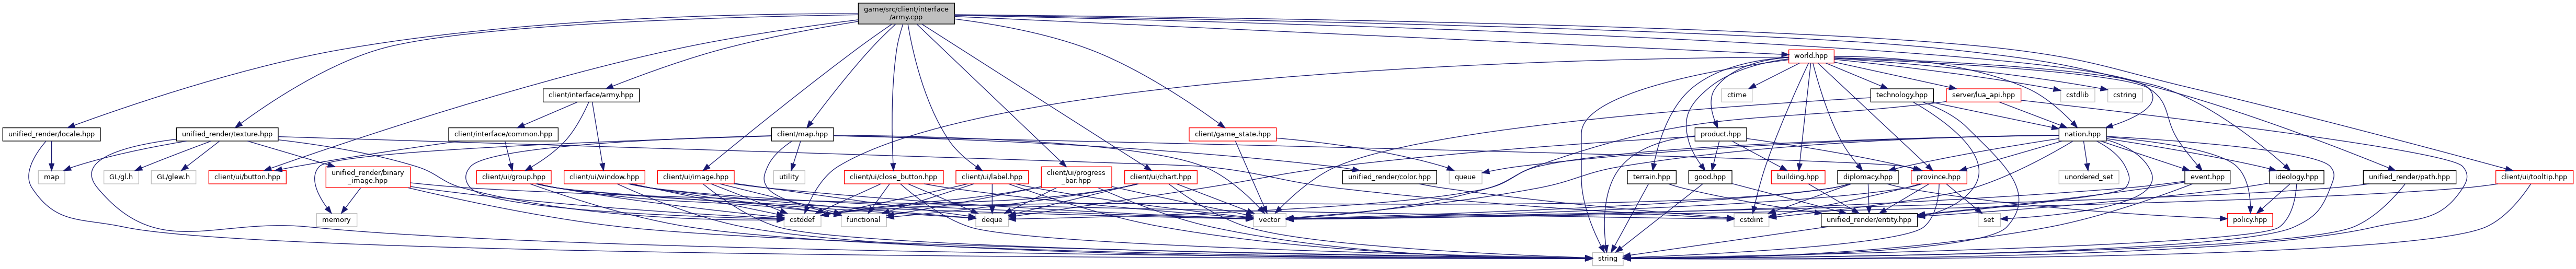 game/src/client/interface
/army.cpp
world.hpp
client/interface/army.hpp
ctime
technology.hpp
server/lua_api.hpp
cstdlib
cstring
unified_render/locale.hpp
unified_render/texture.hpp
client/interface/common.hpp
client/map.hpp
client/game_state.hpp
product.hpp
nation.hpp
map
GL/gl.h
GL/glew.h
client/ui/button.hpp
unified_render/binary
_image.hpp
client/ui/group.hpp
client/ui/window.hpp
client/ui/image.hpp
utility
client/ui/close_button.hpp
client/ui/label.hpp
client/ui/progress
_bar.hpp
client/ui/chart.hpp
unified_render/color.hpp
queue
terrain.hpp
good.hpp
building.hpp
diplomacy.hpp
province.hpp
unordered_set
event.hpp
ideology.hpp
unified_render/path.hpp
client/ui/tooltip.hpp
memory
cstddef
functional
deque
vector
cstdint
unified_render/entity.hpp
set
policy.hpp
string